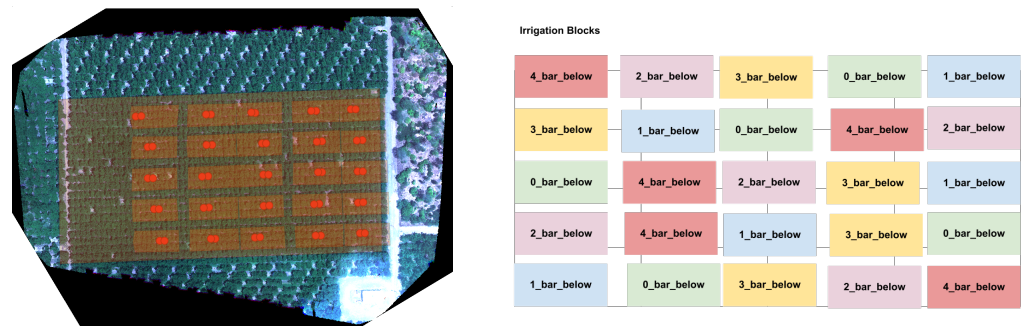 Irrigation Blocks
4_bar_below 2_bar_below 3_bar_below 0_bar_below 1_bar_below
3_bar_below 1_bar_below 0_bar_below 4_bar_below 2_bar_below
0_bar_below 4_bar_below 2_bar_below 3_bar_below 1_bar_below
2_bar_below 4_bar_below 1_bar_below 3_bar_below 0_bar_below
1_bar_below 0_bar_below 3_bar_below 2_bar_below 4_bar_below